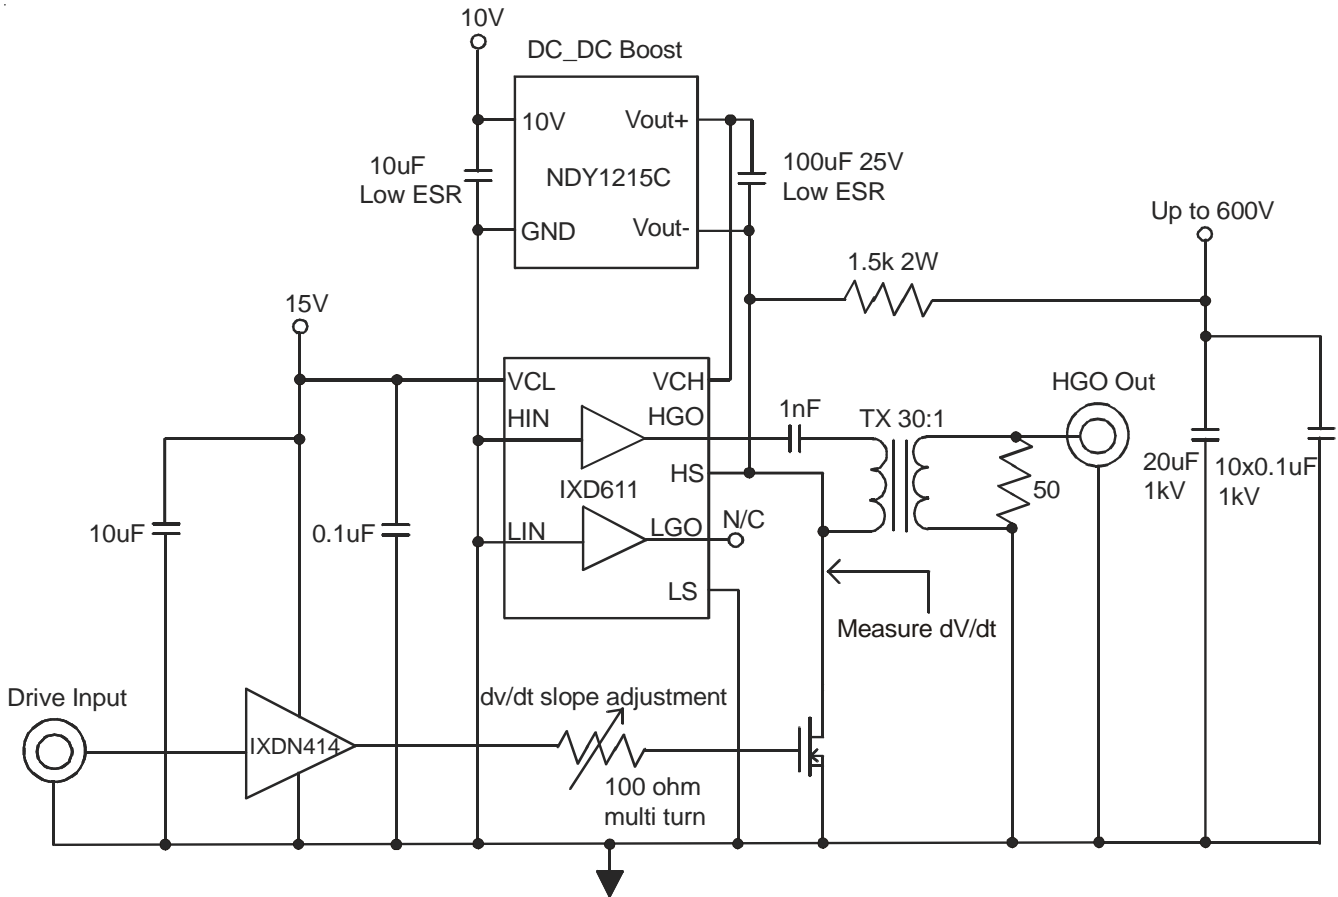 10V
DC_DC Boost
10V
Vout+
10uF
Low ESR
NDY1215C
100uF 25V
Low ESR
GND
Vout-
Up to 600V
1.5k 2W
15V
VCL
VCH
HGO Out
HIN
HGO
1nF
TX 30:1
HS
IXD611
50
20uF
1kV
10x0.1uF
1kV
10uF
0.1uF
LIN
LGO
N/C
LS
Measure dV/dt
Drive Input
dv/dt slope adjustment
IXDN414
100 ohm
multi turn